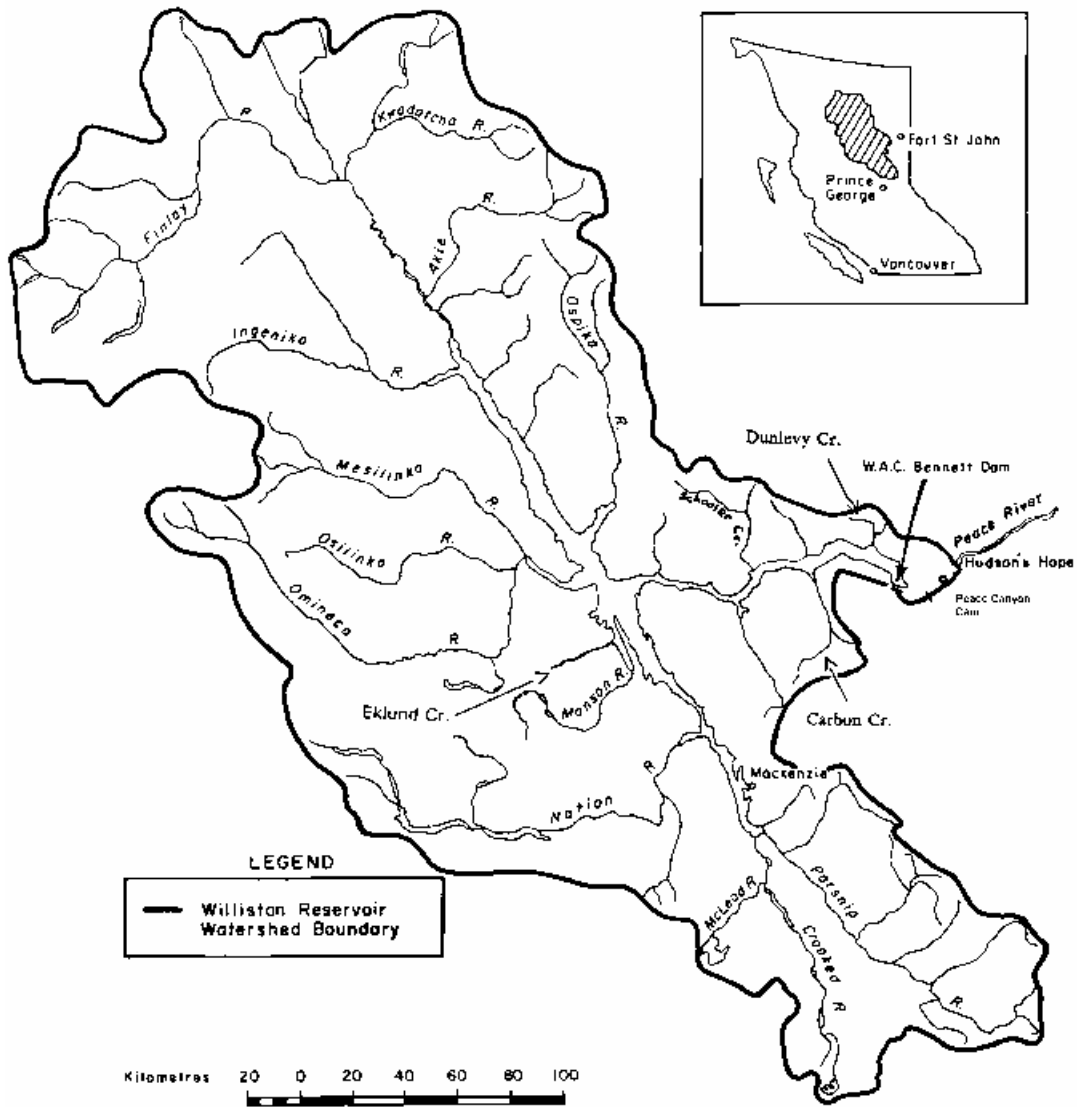 Kwadacha R.
R.
Finlay
Fort St John
Prince
George
Vancouver
Akie
R.
Ospika
R.
Ingenika
R.
Dunlevy Cr.
W.A.C. Bennett Dam
Mesilinka
R.
Schooler Cr.
Peace River
Hudson's Hope
Peace Canyon
Osilinka
R.
Omineca
R
Eklund Cr.
Manson R.
Carbon Cr.
Mackenzie
Nation
R.
LEGEND
Williston Reservoir
Watershed Boundary
McLeod R.
Parsnip
R.
Crooked
R
Kilometres 20 0 20 40 60 80 100